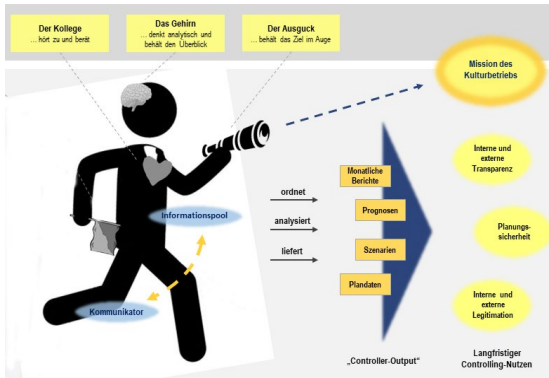 Der Kollege
… hört zu und berät
Das Gehirn
… denkt analytisch und
behält den Überblick
Der Ausguck
… behält das Ziel im Auge
Mission des
Kulturbetriebs
Informationspool
Kommunikator
ordnet
analysiert
liefert
Monatliche
Berichte
Prognosen
Szenarien
Plandaten
„Controller-Output“
Interne und
externe
Transparenz
Planungs-
sicherheit
Interne und
externe
Legitimation
Langfristiger
Controlling-Nutzen